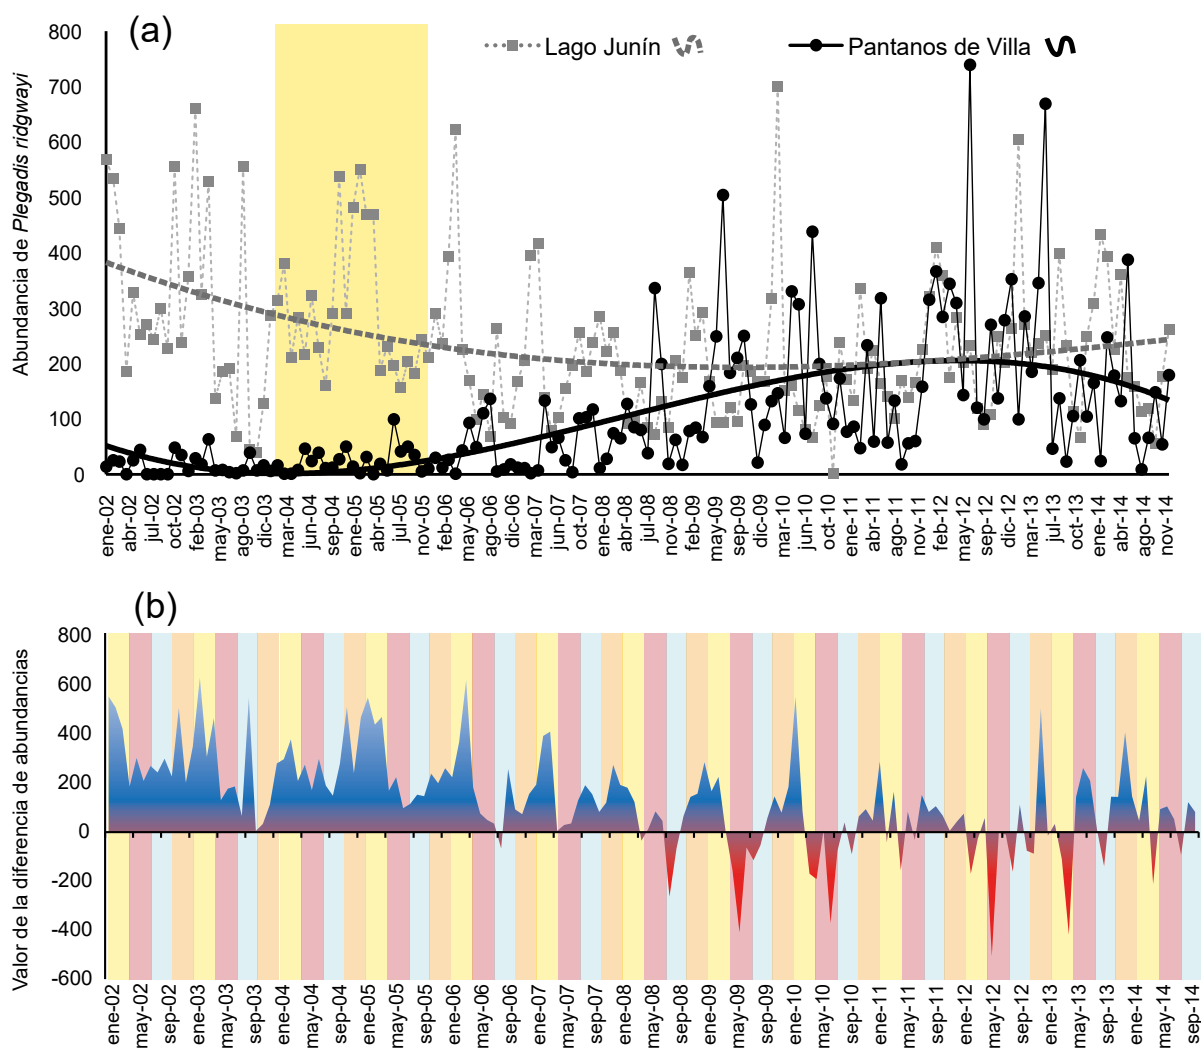 (a)
Lago Junín
Pantanos de Villa
Abundancia de Plegadis ridgwayi
800
700
600
500
400
300
200
100
0
ene-02 abr-02 jul-02 oct-02 feb-03 may-03 ago-03 dic-03 mar-04 jun-04 sep-04 ene-05 abr-05 jul-05 nov-05 feb-06 may-06 ago-06 dic-06 mar-07 jun-07 oct-07 ene-08 abr-08 jul-08 nov-08 feb-09 may-09 sep-09 dic-09 mar-10 jun-10 oct-10 ene-11 abr-11 ago-11 nov-11 feb-12 may-12 sep-12 dic-12 mar-13 jul-13 oct-13 ene-14 abr-14 ago-14 nov-14
(b)
Valor de la diferencia de abundancias
800
600
400
200
0
-200
-400
-600
ene-02 may-02 sep-02 ene-03 may-03 sep-03 ene-04 may-04 sep-04 ene-05 may-05 sep-05 ene-06 may-06 sep-06 ene-07 may-07 sep-07 ene-08 may-08 sep-08 ene-09 may-09 sep-09 ene-10 may-10 sep-10 ene-11 may-11 sep-11 ene-12 may-12 sep-12 ene-13 may-13 sep-13 ene-14 may-14 sep-14